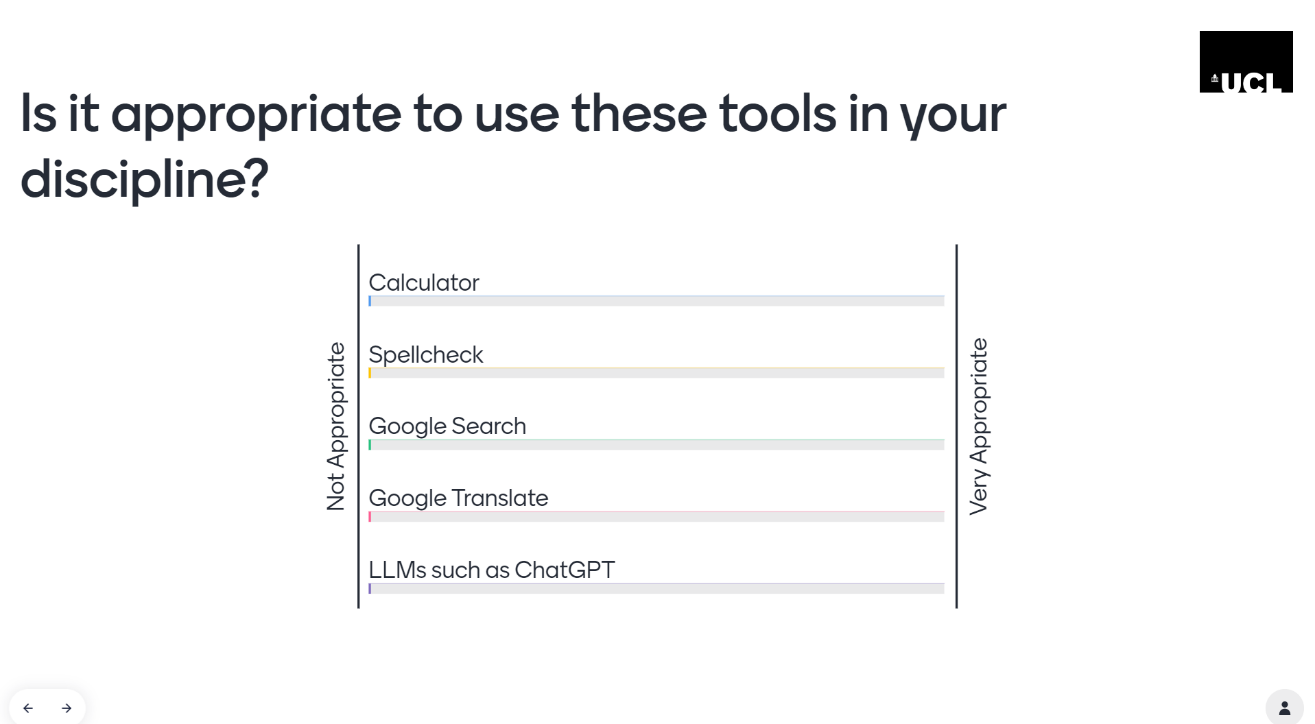 UCL
Is it appropriate to use these tools in your
discipline?
Not Appropriate
Calculator
Spellcheck
Google Search
Google Translate
LLMs such as ChatGPT
Very Appropriate